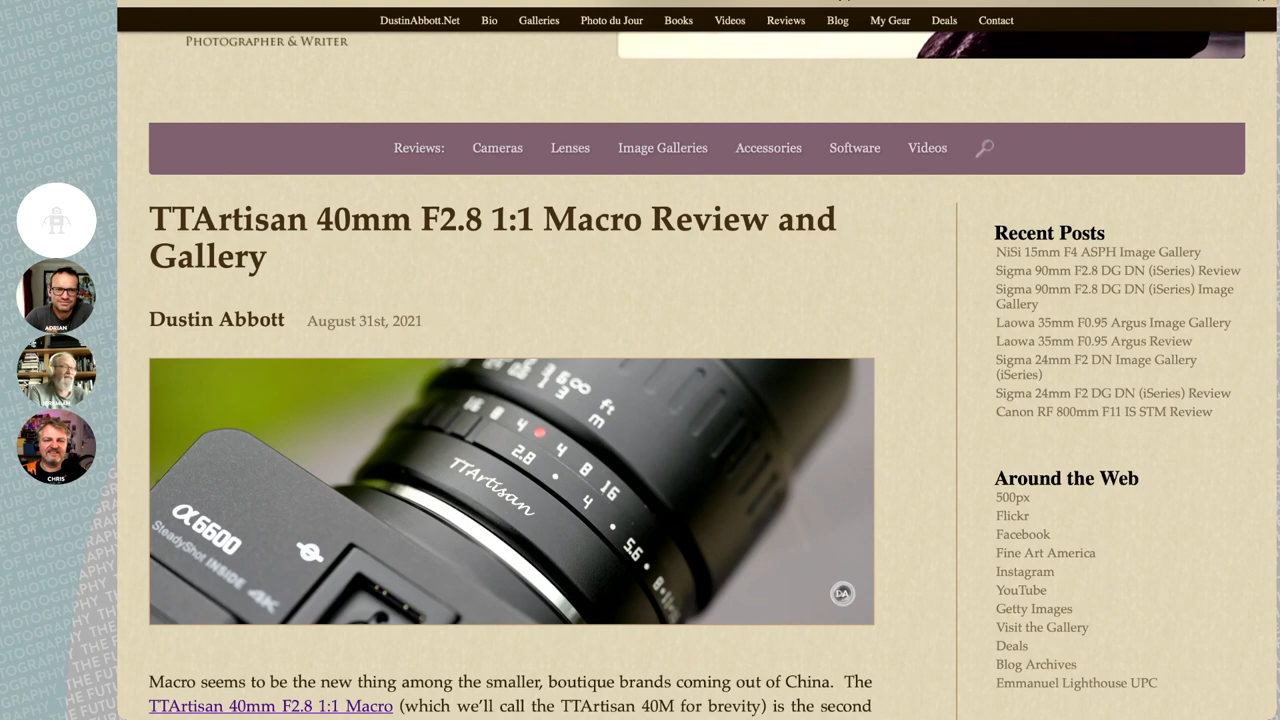 DustinAbbott.Net Bio Galleries Photo du Jour Books Videos Reviews Blog My Gear Deals Contact
PHOTOGRAPHER & WRITER
Reviews: Cameras Lenses Image Galleries Accessories Software Videos
TTArtisan 40mm F2.8 1:1 Macro Review and
Gallery
Dustin Abbott August 31st, 2021
ft
m
16 8 4 4 8 16
2.8 4 5.6 8 11
TTArtisan
α6600
SteadyShot INSIDE 4K
DA
Macro seems to be the new thing among the smaller, boutique brands coming out of China. The
TTArtisan 40mm F2.8 1:1 Macro (which we'll call the TTArtisan 40M for brevity) is the second
Recent Posts
NiSi 15mm F4 ASPH Image Gallery
Sigma 90mm F2.8 DG DN (iSeries) Review
Sigma 90mm F2.8 DG DN (iSeries) Image
Gallery
Laowa 35mm F0.95 Argus Image Gallery
Laowa 35mm F0.95 Argus Review
Sigma 24mm F2 DN Image Gallery
(iSeries)
Sigma 24mm F2 DG DN (iSeries) Review
Canon RF 800mm F11 IS STM Review
Around the Web
500px
Flickr
Facebook
Fine Art America
Instagram
YouTube
Getty Images
Visit the Gallery
Deals
Blog Archives
Emmanuel Lighthouse UPC
ADRIAN
JEREMIAH
CHRIS